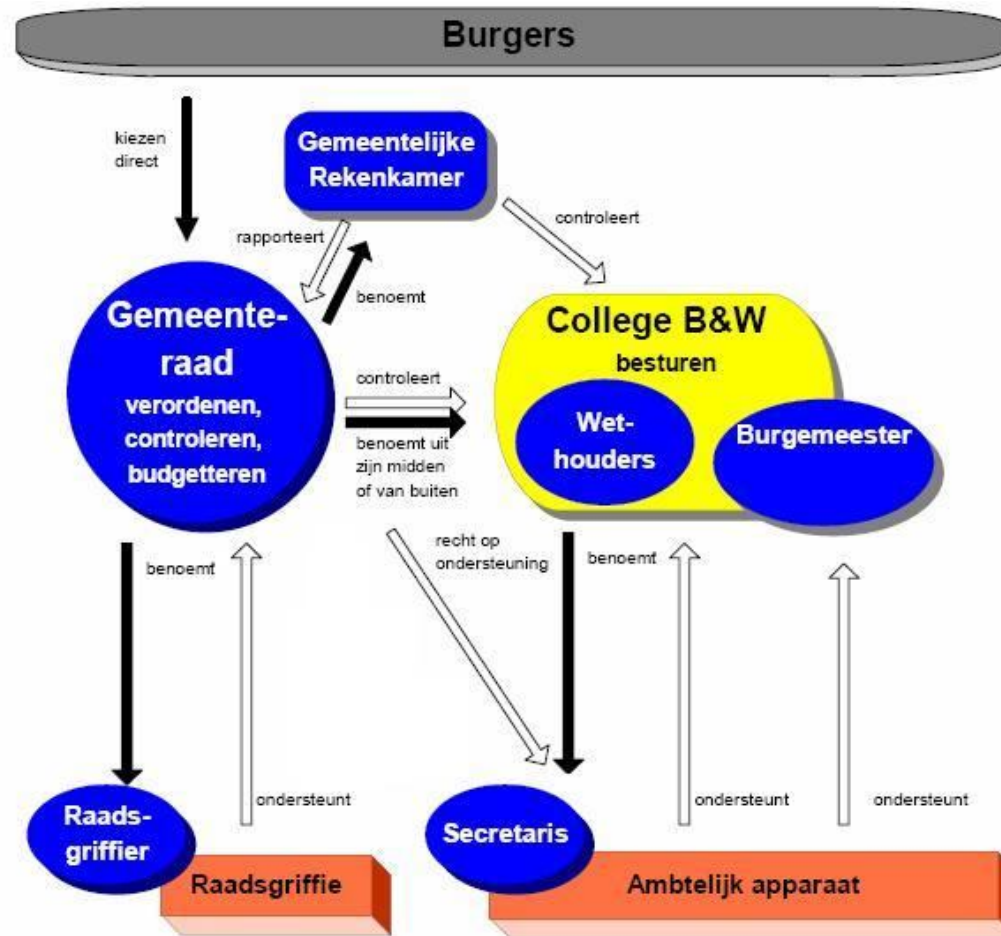 Burgers
kiezen
direct
Gemeentelijke
Rekenkamer
rapporteert
controleert
benoemt
Gemeente-
raad
verordenen,
controleren,
budgetteren
controleert
benoemt uit
zijn midden
of van buiten
College B&W
besturen
Wet-
houders
Burgemeester
benoemt
recht op
ondersteuning
benoemt
Raads-
griffier
ondersteunt
Raadsgriffie
Secretaris
ondersteunt
ondersteunt
Ambtelijk apparaat